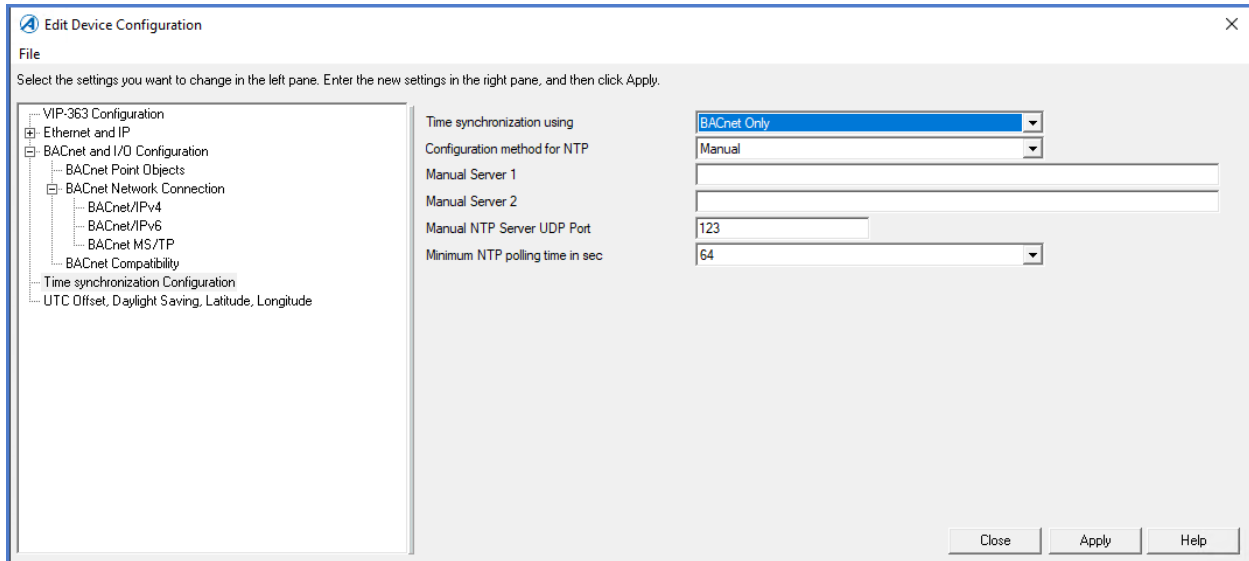 Edit Device Configuration
File
Select the settings you want to change in the left pane. Enter the new settings in the right pane, and then click Apply.
VIP-363 Configuration
Ethernet and IP
BACnet and I/O Configuration
BACnet Point Objects
BACnet Network Connection
BACnet/IPv4
BACnet/IPv6
BACnet MS/TP
BACnet Compatibility
Time synchronization Configuration
UTC Offset, Daylight Saving, Latitude, Longitude
Time synchronization using BACnet Only
Configuration method for NTP Manual
Manual Server 1
Manual Server 2
Manual NTP Server UDP Port 123
Minimum NTP polling time in sec 64
Close Apply Help